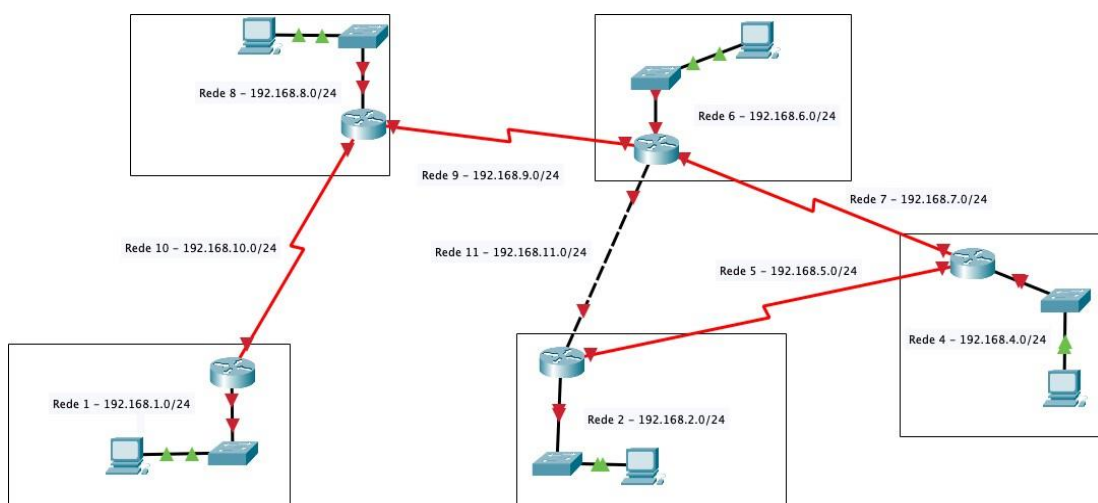 Rede 8 – 192.168.8.0/24
Rede 6 – 192.168.6.0/24
Rede 9 – 192.168.9.0/24
Rede 7 – 192.168.7.0/24
Rede 10 – 192.168.10.0/24
Rede 11 – 192.168.11.0/24
Rede 5 – 192.168.5.0/24
Rede 4 – 192.168.4.0/24
Rede 1 – 192.168.1.0/24
Rede 2 – 192.168.2.0/24